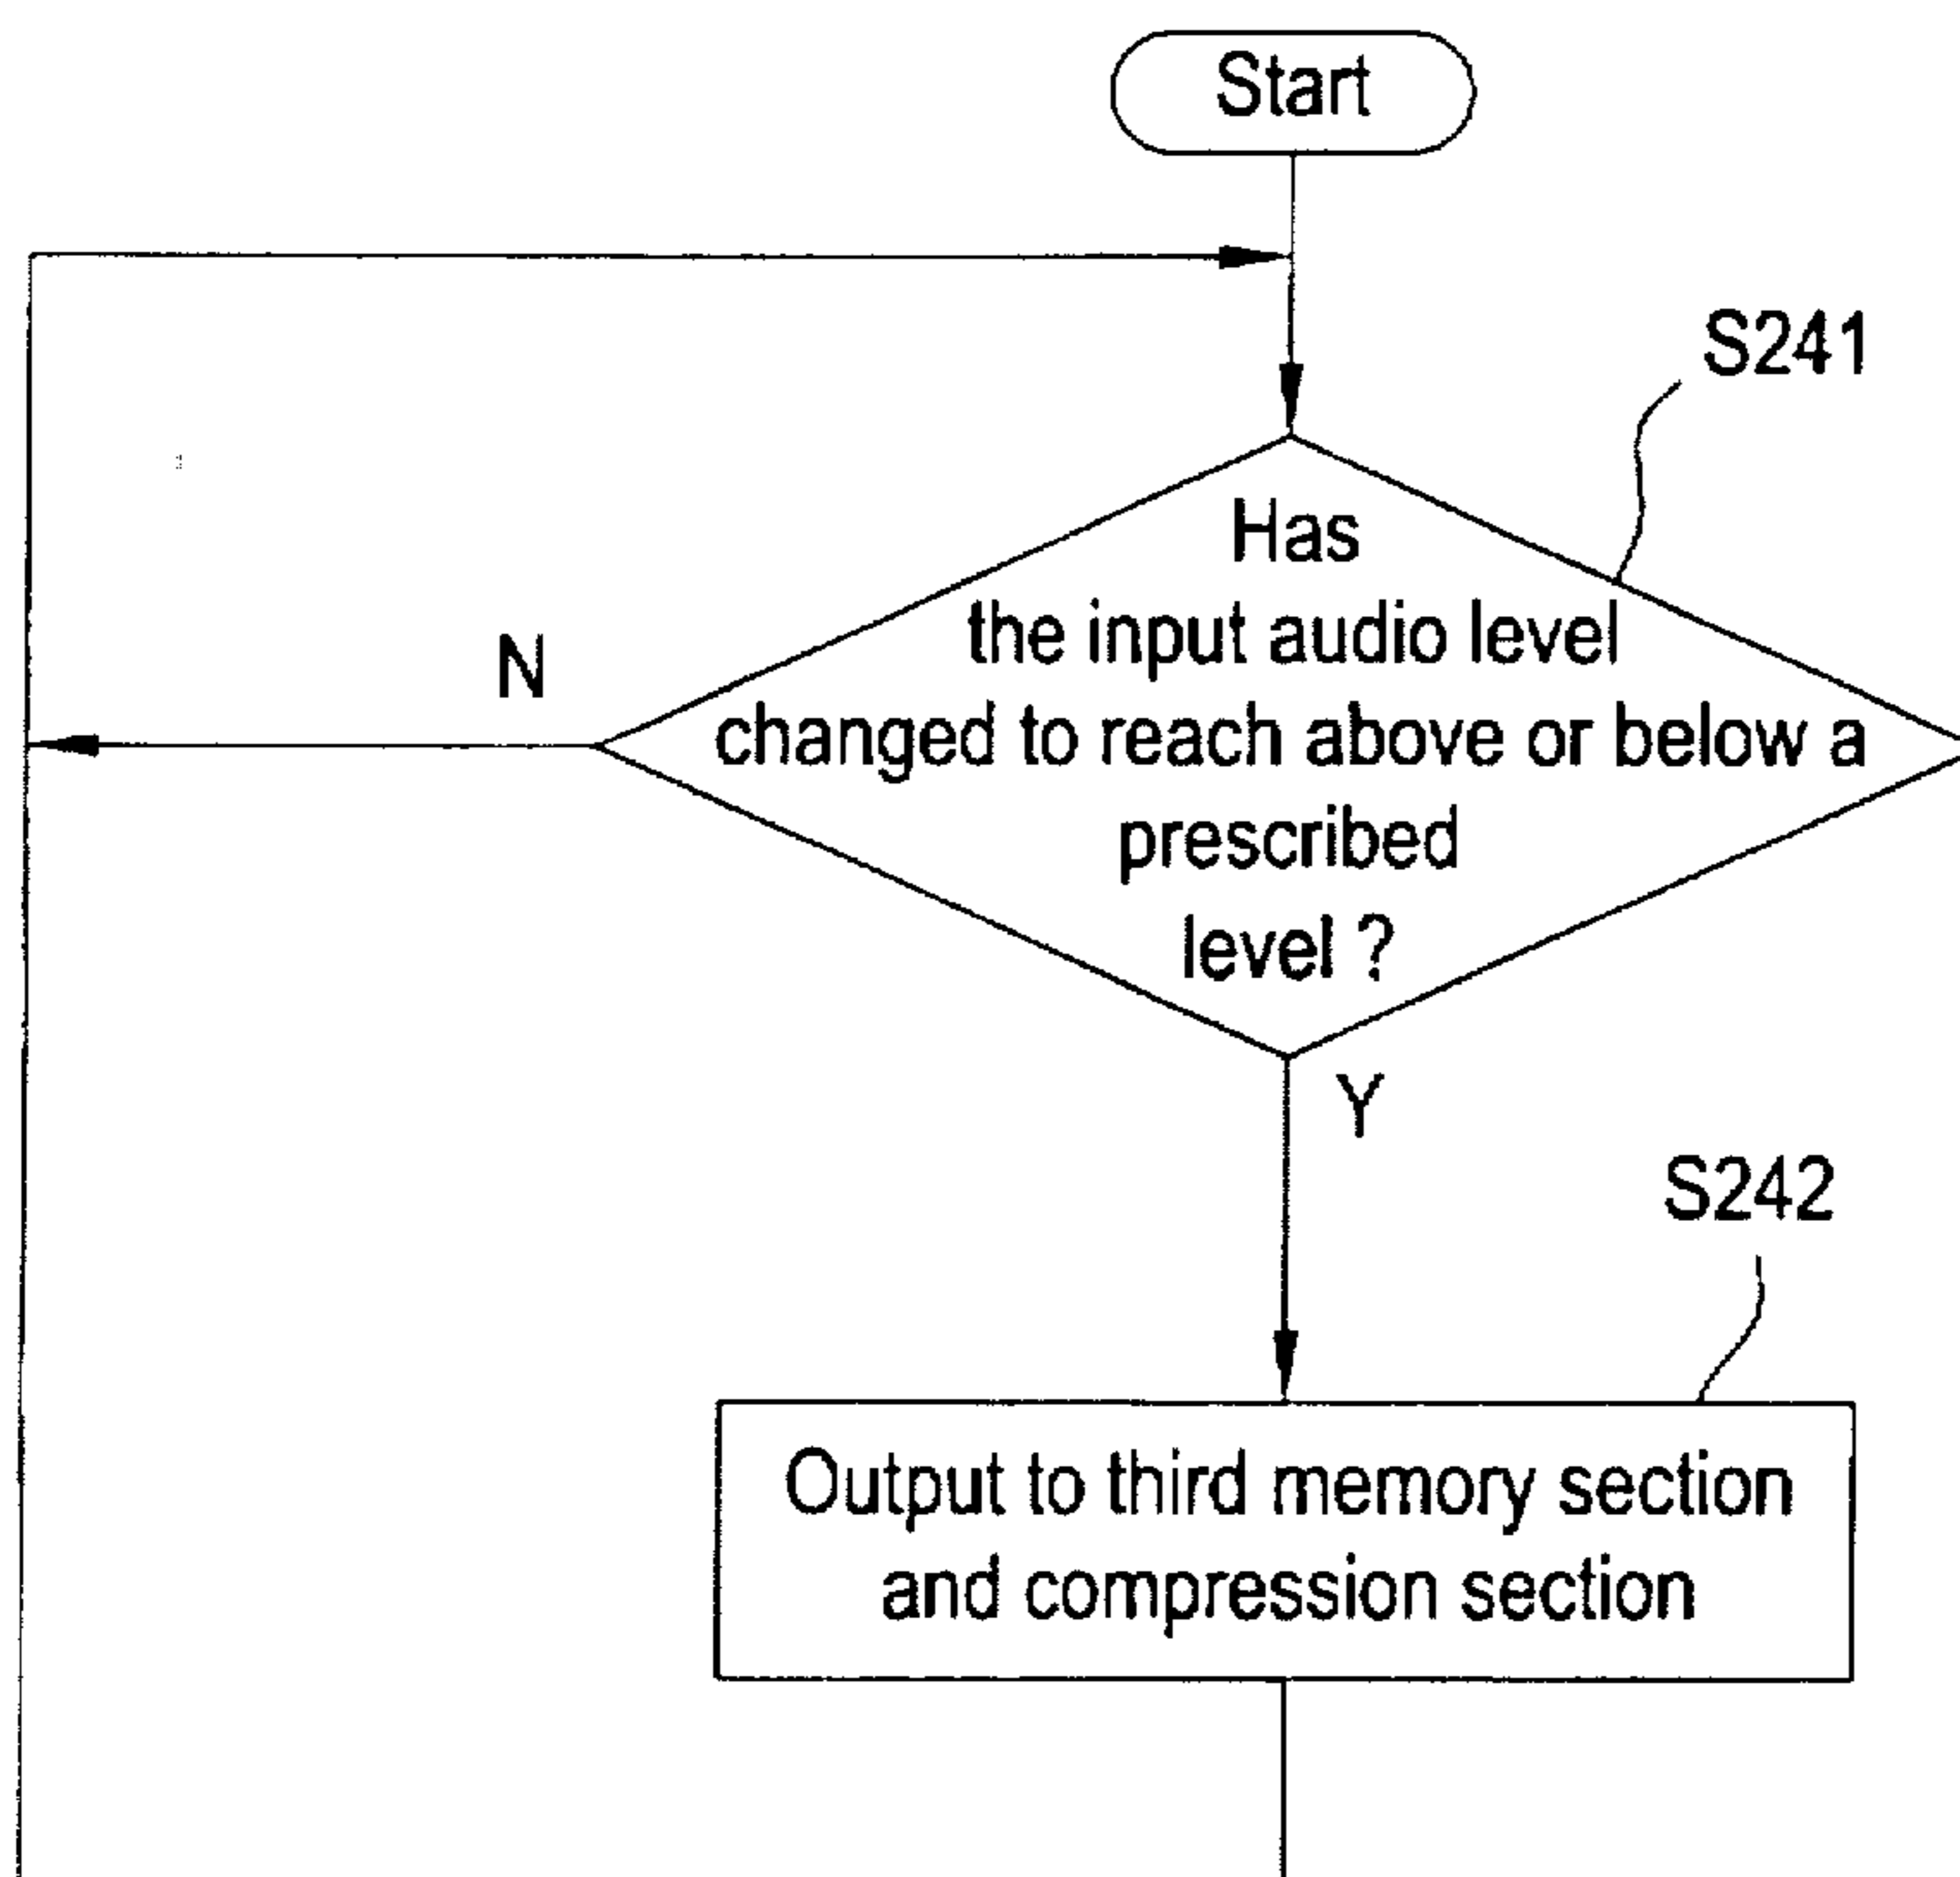 Start
S241
Has
the input audio level
changed to reach above or below a
prescribed
level ?
N
Y
S242
Output to third memory section
and compression section